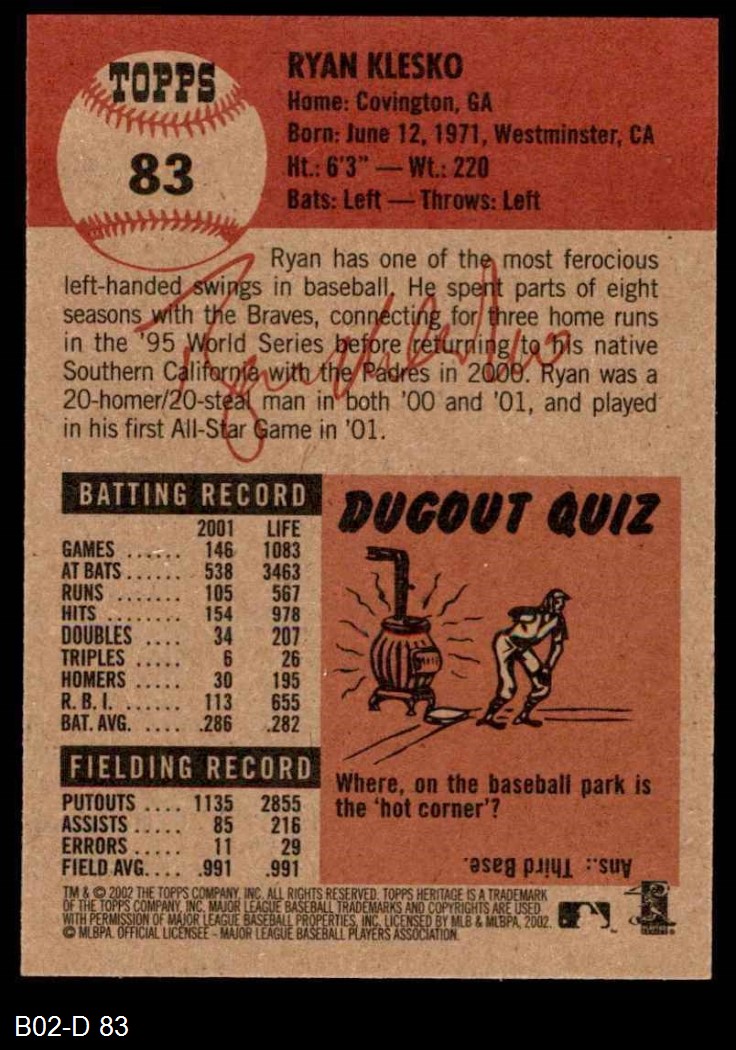 TOPPS
83
RYAN KLESKO
Home: Covington, GA
Born: June 12, 1971, Westminster, CA
Ht.: 6'3" — Wt.: 220
Bats: Left — Throws: Left
Ryan has one of the most ferocious
left-handed swings in baseball. He spent parts of eight
seasons with the Braves, connecting for three home runs
in the '95 World Series before returning to his native
Southern California with the Padres in 2000. Ryan was a
20-homer/20-steal man in both '00 and '01, and played
in his first All-Star Game in '01.
BATTING RECORD
2001 LIFE
GAMES ...... 146 1083
AT BATS ...... 538 3463
RUNS ....... 105 567
HITS ........ 154 978
DOUBLES .... 34 207
TRIPLES ..... 6 26
HOMERS ..... 30 195
R. B. I. ...... 113 655
BAT. AVG. .... .286 .282
FIELDING RECORD
PUTOUTS .... 1135 2855
ASSISTS ..... 85 216
ERRORS ..... 11 29
FIELD AVG. ... .991 .991
DUGOUT QUIZ
Where, on the baseball park is
the 'hot corner'?
Ans.: Third Base.
TM & © 2002 THE TOPPS COMPANY, INC. ALL RIGHTS RESERVED. TOPPS HERITAGE IS A TRADEMARK
OF THE TOPPS COMPANY, INC. MAJOR LEAGUE BASEBALL TRADEMARKS AND COPYRIGHTS ARE USED
WITH PERMISSION OF MAJOR LEAGUE BASEBALL PROPERTIES, INC. LICENSED BY MLB & MLBPA, 2002.
© MLBPA. OFFICIAL LICENSEE - MAJOR LEAGUE BASEBALL PLAYERS ASSOCIATION.
B02-D 83